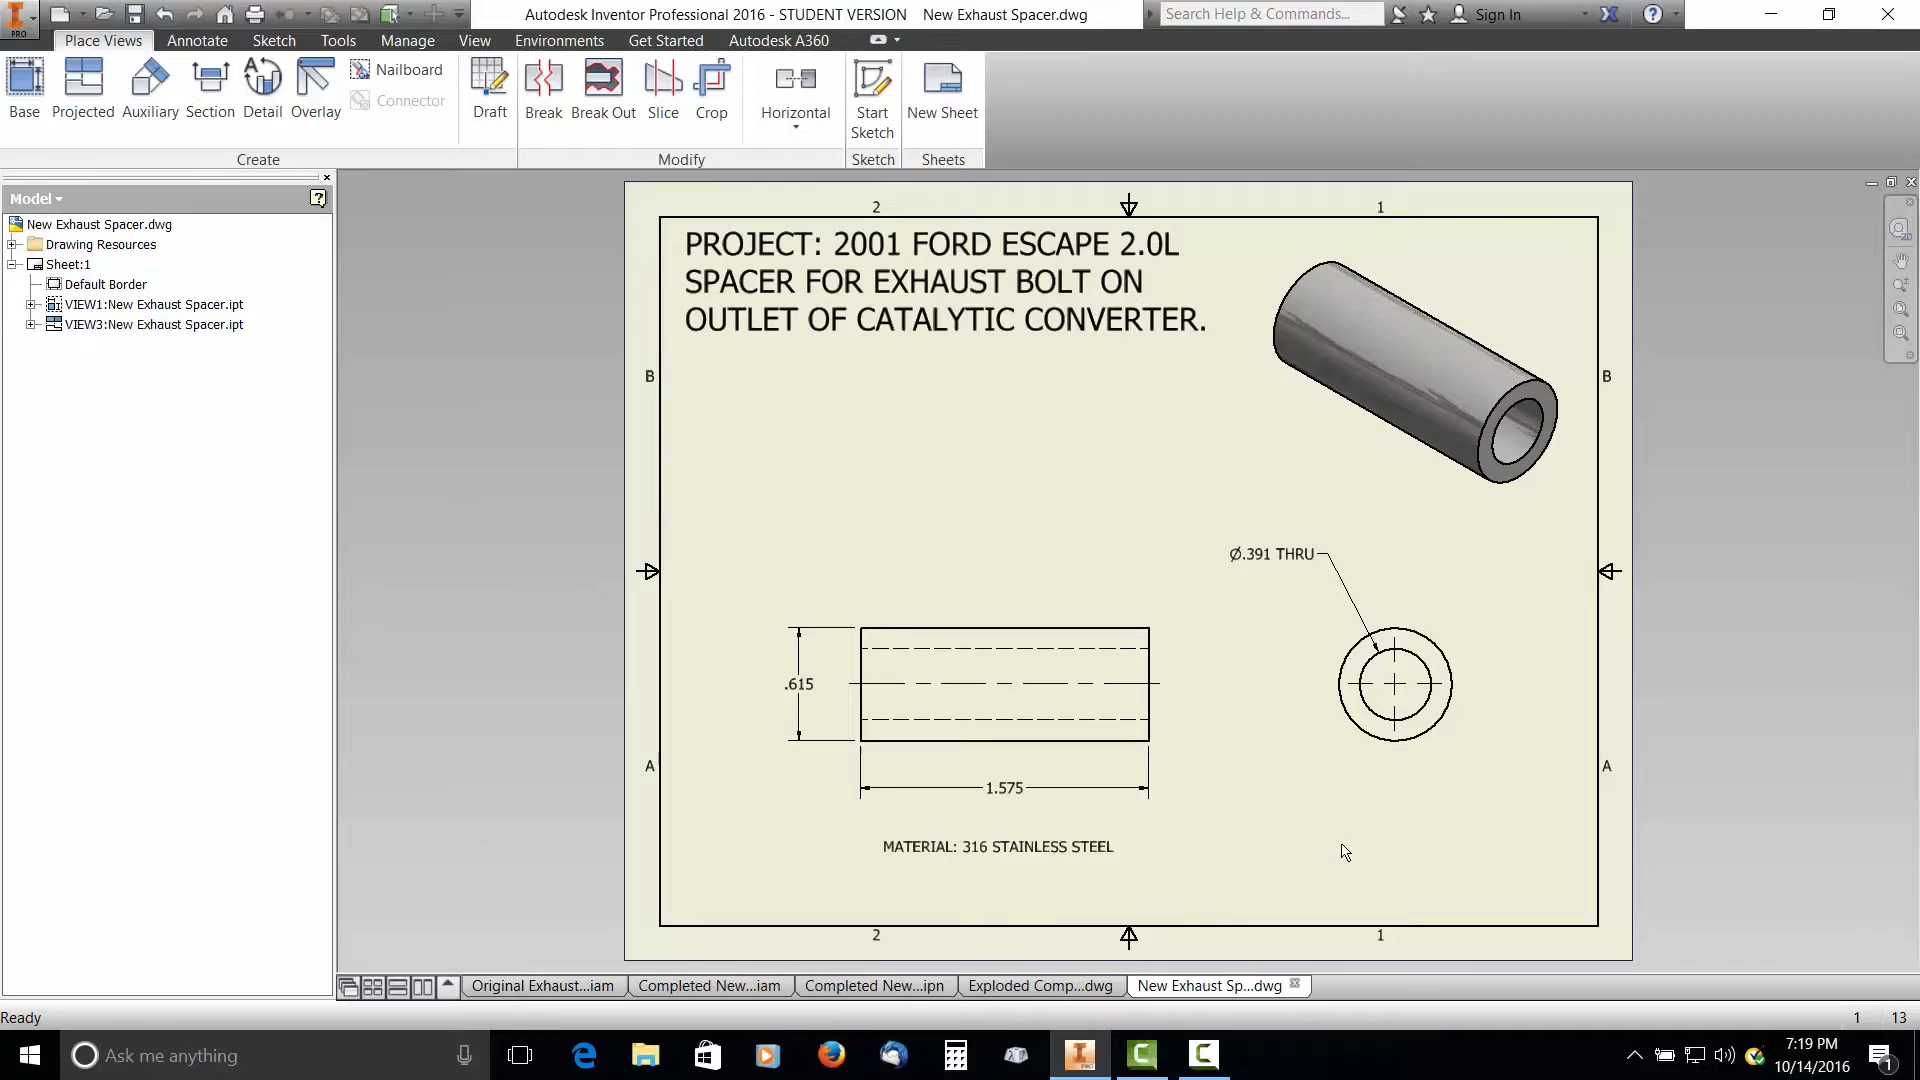 Autodesk Inventor Professional 2016 - STUDENT VERSION New Exhaust Spacer.dwg
Search Help & Commands...
Sign In
PRO
Place Views Annotate Sketch Tools Manage View Environments Get Started Autodesk A360
Base
Projected
Auxiliary
Section
Detail
Overlay
Nailboard
Connector
Draft
Break
Break Out
Slice
Crop
Horizontal
Start
Sketch
New Sheet
Create
Modify
Sketch
Sheets
Model
New Exhaust Spacer.dwg
Drawing Resources
Sheet:1
Default Border
VIEW1:New Exhaust Spacer.ipt
VIEW3:New Exhaust Spacer.ipt
2 1
PROJECT: 2001 FORD ESCAPE 2.0L
SPACER FOR EXHAUST BOLT ON
OUTLET OF CATALYTIC CONVERTER.
B B
Ø.391 THRU
.615
A A
1.575
MATERIAL: 316 STAINLESS STEEL
2 1
2D
Original Exhaust...iam
Completed New...iam
Completed New...ipn
Exploded Comp...dwg
New Exhaust Sp...dwg
Ready
1 13
Ask me anything
PRO
7:19 PM
10/14/2016
1